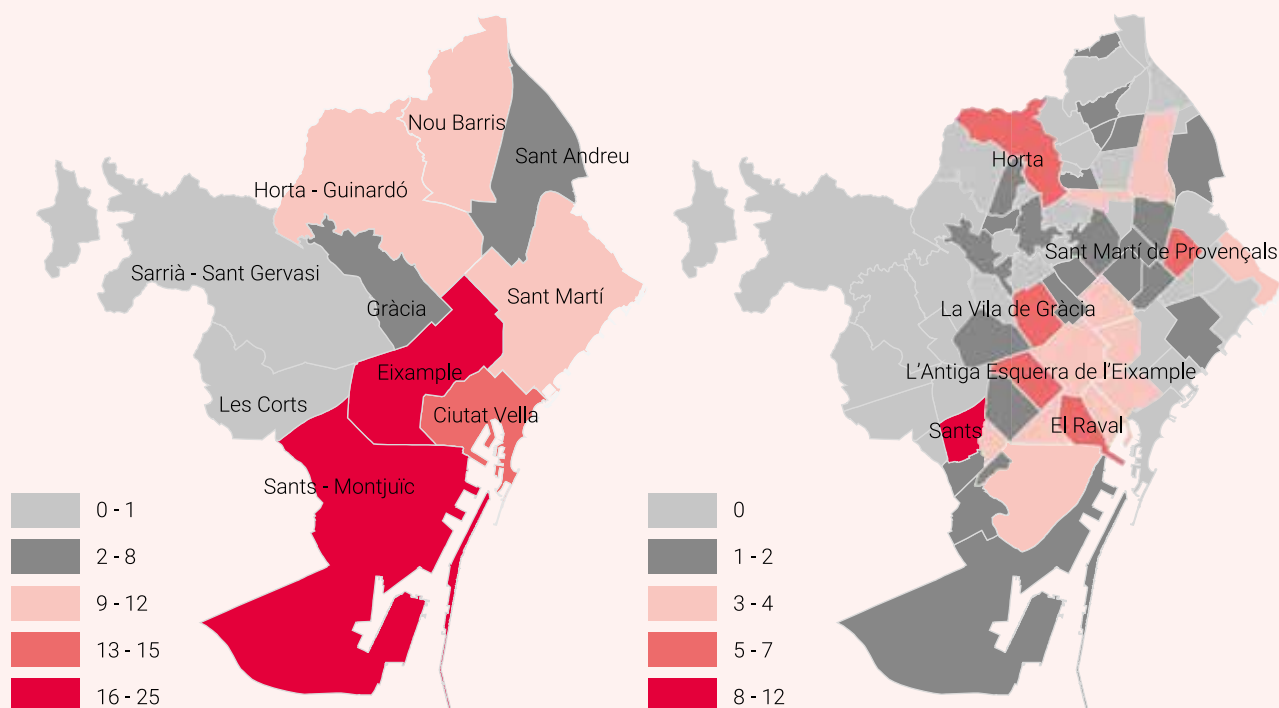 Nou Barris
Sant Andreu
Horta - Guinardó
Sarrià - Sant Gervasi
Sant Martí
Gràcia
Eixample
Les Corts
Ciutat Vella
Sants - Montjuïc
0 - 1
2 - 8
9 - 12
13 - 15
16 - 25
Horta
Sant Martí de Provençals
La Vila de Gràcia
L'Antiga Esquerra de l'Eixample
Sants
El Raval
0
1 - 2
3 - 4
5 - 7
8 - 12